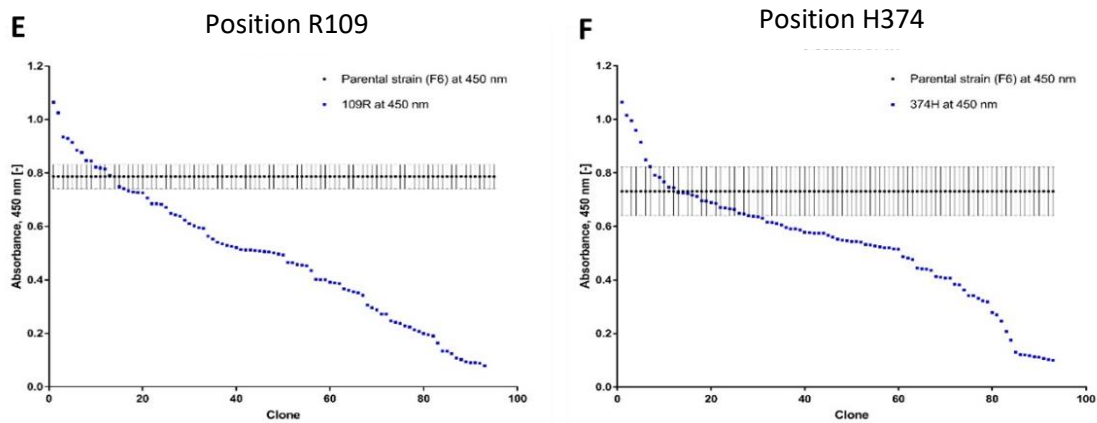 E
Position R109
1.2
1.0
0.8
0.6
0.4
0.2
0.0
0
20
40
60
80
100
Absorbance, 450 nm [-]
Clone
Parental strain (F6) at 450 nm
109R at 450 nm
F
Position H374
1.2
1.0
0.8
0.6
0.4
0.2
0.0
0
20
40
60
80
100
Absorbance, 450 nm [-]
Clone
Parental strain (F6) at 450 nm
374H at 450 nm